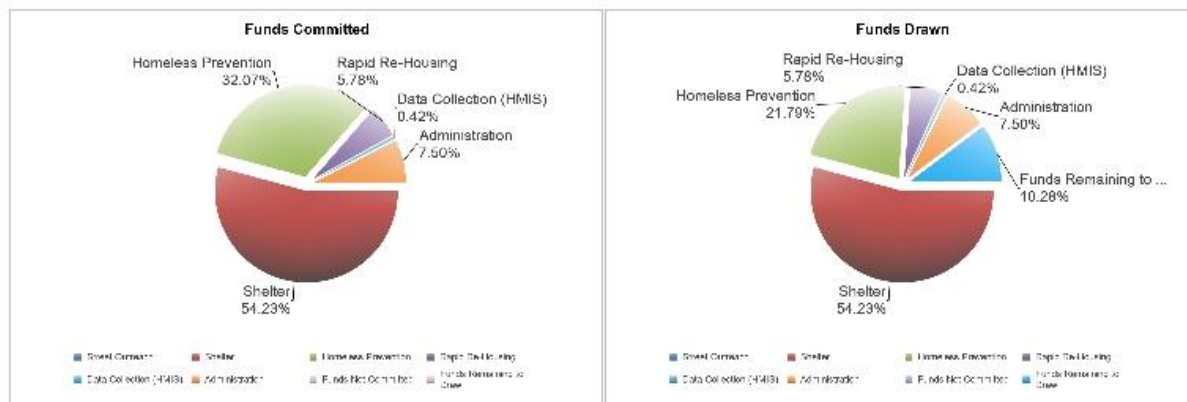 Funds Committed
Homeless Prevention
32.07%
Rapid Re-Housing
5.78%
Data Collection (HMIS)
0.42%
Administration
7.50%
Shelter
54.23%
Street Outreach
Shelter
Homeless Prevention
Rapid Re-Housing
Data Collection (HMIS)
Administration
Funds Not Committed
Funds Remaining to
Draw
Funds Drawn
Rapid Re-Housing
5.78%
Data Collection (HMIS)
0.42%
Homeless Prevention
21.79%
Administration
7.50%
Funds Remaining to ...
10.28%
Shelter
54.23%
Street Outreach
Shelter
Homeless Prevention
Rapid Re-Housing
Data Collection (HMIS)
Administration
Funds Not Committed
Funds Remaining to
Draw